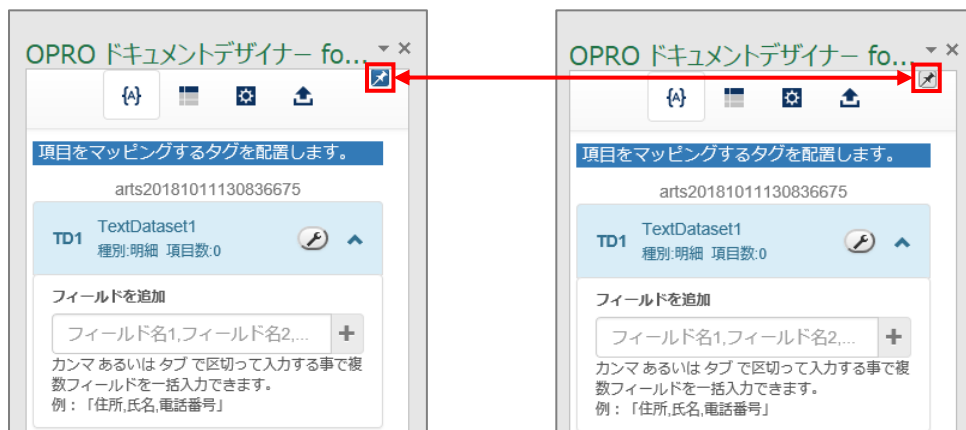 OPRO ドキュメントデザイナー fo...
{A}
項目をマッピングするタグを配置します。
arts20181011130836675
TD1
TextDataset1
種別:明細 項目数:0
フィールドを追加
フィールド名1,フィールド名2,...
カンマ あるいは タブ で区切って入力する事で複
数フィールドを一括入力できます。
例：「住所,氏名,電話番号」
OPRO ドキュメントデザイナー fo...
{A}
項目をマッピングするタグを配置します。
arts20181011130836675
TD1
TextDataset1
種別:明細 項目数:0
フィールドを追加
フィールド名1,フィールド名2,...
カンマ あるいは タブ で区切って入力する事で複
数フィールドを一括入力できます。
例：「住所,氏名,電話番号」